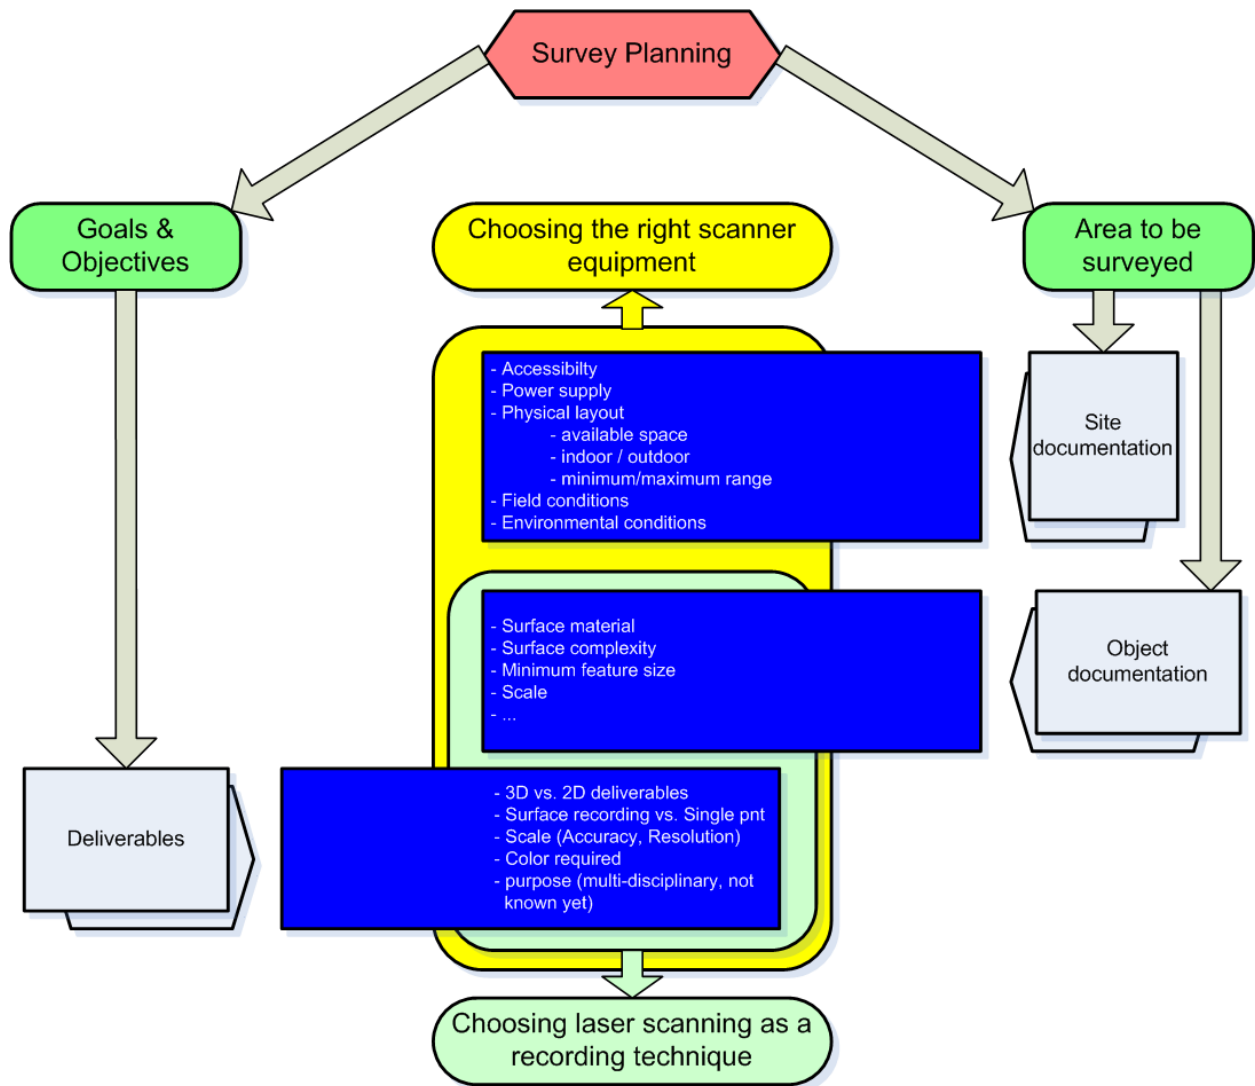 Survey Planning
Goals &
Objectives
Choosing the right scanner
equipment
Area to be
surveyed
- Accessibilty
- Power supply
- Physical layout
- available space
- indoor / outdoor
- minimum/maximum range
- Field conditions
- Environmental conditions
Site
documentation
- Surface material
- Surface complexity
- Minimum feature size
- Scale
- ...
Object
documentation
Deliverables
- 3D vs. 2D deliverables
- Surface recording vs. Single pnt
- Scale (Accuracy, Resolution)
- Color required
- purpose (multi-disciplinary, not
known yet)
Choosing laser scanning as a
recording technique